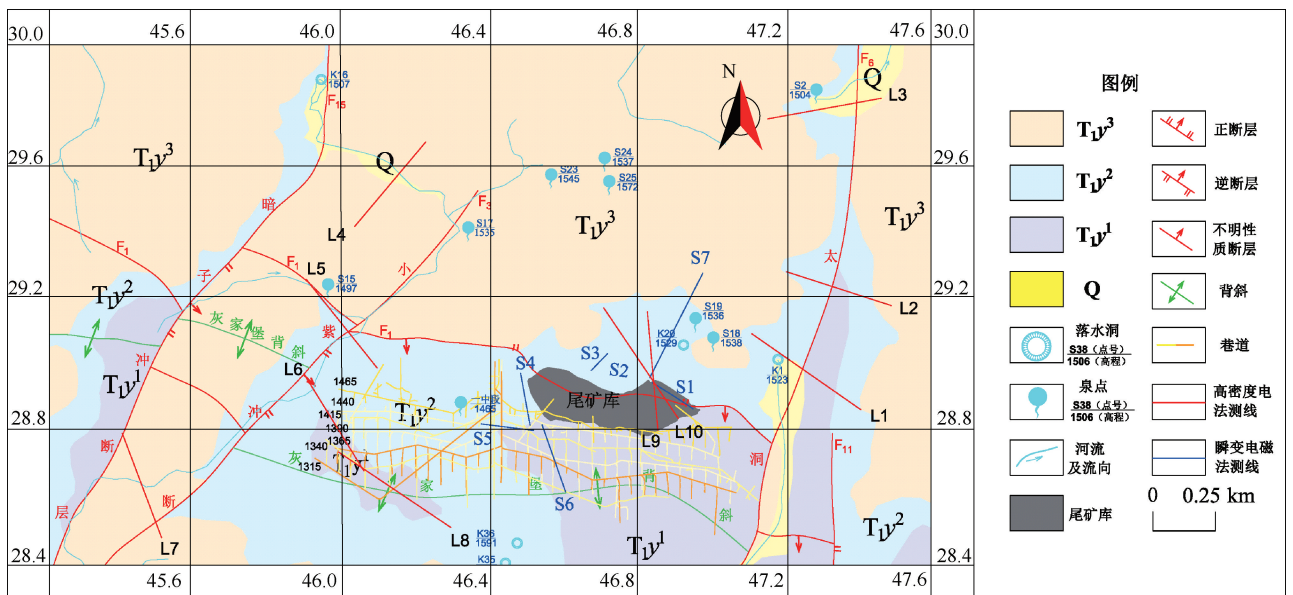 45.6 46.0 46.4 46.8 47.2 47.6
30.0 30.0
K16
1507
F₁₅
Q
F₆
S2
1504
L3
N
T₁y³
29.6 29.6
Q
S24
1537
S23
1545
S25
1572
T₁y³
T₁y³
暗
F₃
S17
1535
L4
F₁
F₁
L5
小
太
S7
子
S15
1497
29.2 29.2
T₁y²
L2
灰家堡背斜
紫
F₁
S19
1536
K20
1529
S18
1538
S3
S2
S4
K1
1523
冲
L6
T₁y¹
1465
1440
1415
1390
1365
1340
1315
T₁y²
一中段
1465
尾矿库
S1
冲
28.8 28.8
L1
S5
L9
L10
断
F₁₁
灰家堡背斜
T₁y¹
洞
断
S6
层
L7
L8
K36
1591
K35
T₁y¹
T₁y²
28.4 28.4
45.6 46.0 46.4 46.8 47.2 47.6
图例
T₁y³
正断层
T₁y²
逆断层
T₁y¹
不明性
质断层
Q
背斜
落水洞
S38（点号）
1506（高程）
巷道
泉点
S38（点号）
1506（高程）
高密度电
法测线
河流
及流向
瞬变电磁
法测线
尾矿库
0 0.25 km